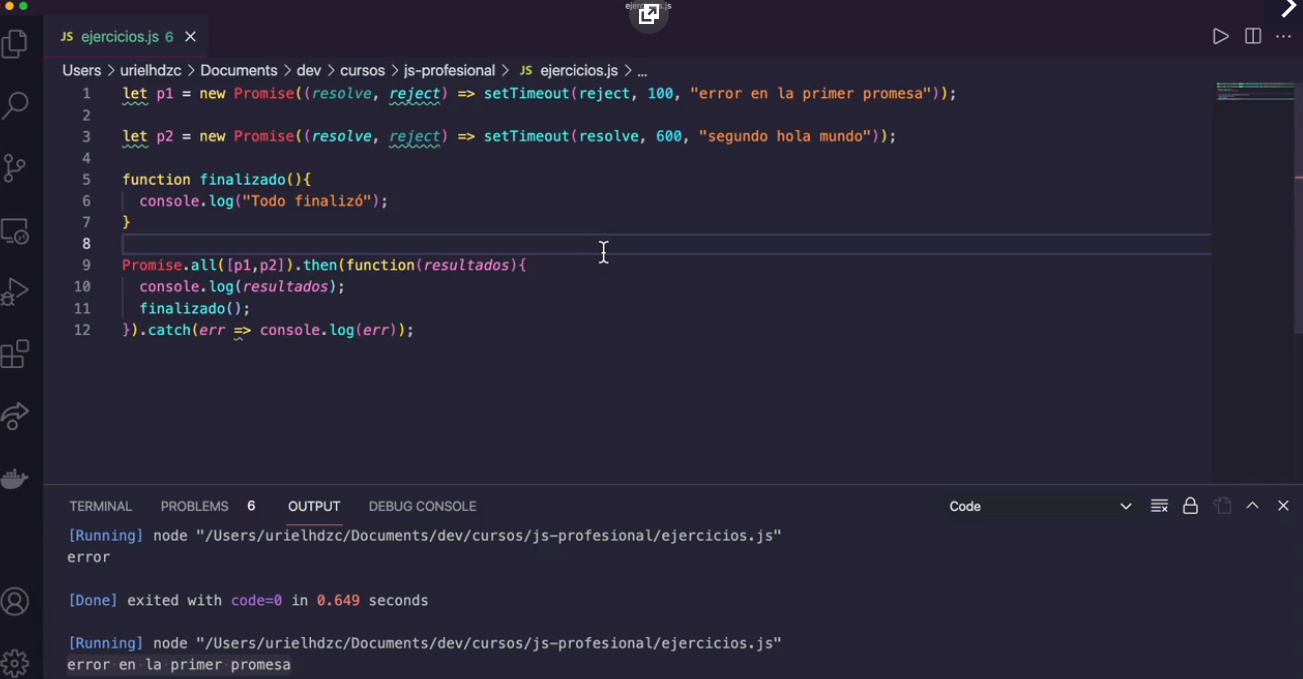 ejercicios.js
JS ejercicios.js 6
Users > urielhdzc > Documents > dev > cursos > js-profesional > JS ejercicios.js > ...
1 let p1 = new Promise((resolve, reject) => setTimeout(reject, 100, "error en la primer promesa"));
2
3 let p2 = new Promise((resolve, reject) => setTimeout(resolve, 600, "segundo hola mundo"));
4
5 function finalizado(){
6 console.log("Todo finalizó");
7 }
8
9 Promise.all([p1,p2]).then(function(resultados){
10 console.log(resultados);
11 finalizado();
12 }).catch(err => console.log(err));
TERMINAL PROBLEMS 6 OUTPUT DEBUG CONSOLE Code
[Running] node "/Users/urielhdzc/Documents/dev/cursos/js-profesional/ejercicios.js"
error
[Done] exited with code=0 in 0.649 seconds
[Running] node "/Users/urielhdzc/Documents/dev/cursos/js-profesional/ejercicios.js"
error en la primer promesa